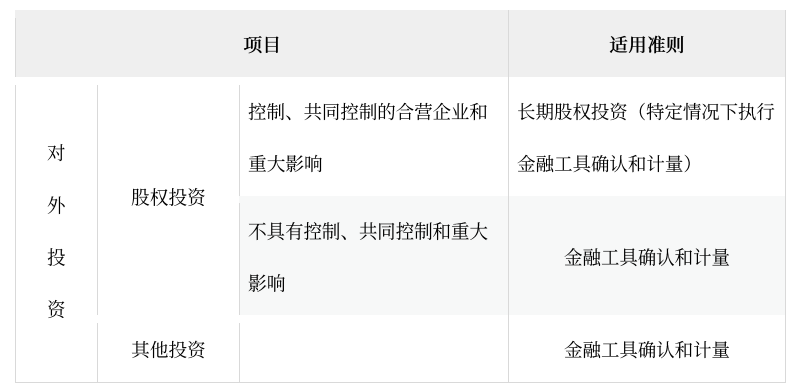 项目
适用准则
对
外
投
资
股权投资
控制、共同控制的合营企业和
重大影响
长期股权投资（特定情况下执行
金融工具确认和计量）
不具有控制、共同控制和重大
影响
金融工具确认和计量
其他投资
金融工具确认和计量